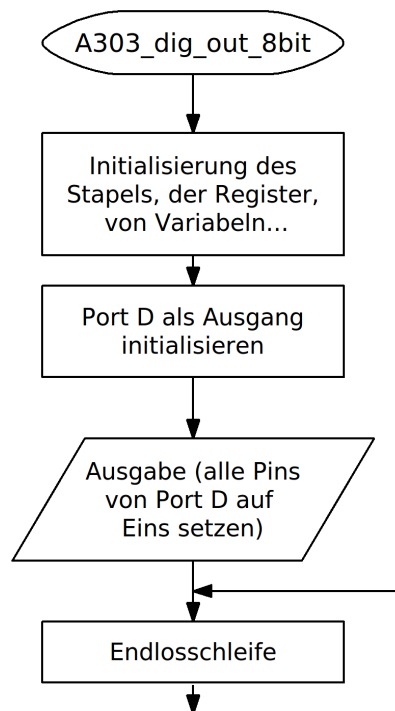 A303_dig_out_8bit
Initialisierung des
Stapels, der Register,
von Variabeln...
Port D als Ausgang
initialisieren
Ausgabe (alle Pins
von Port D auf
Eins setzen)
Endlosschleife